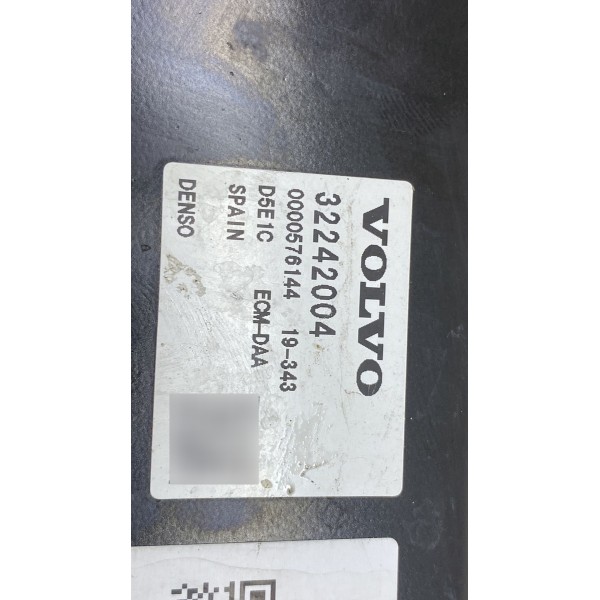 VOLVO
32242004
0000576144 19-343
D5E1C ECM-DAA
SPAIN
DENSO